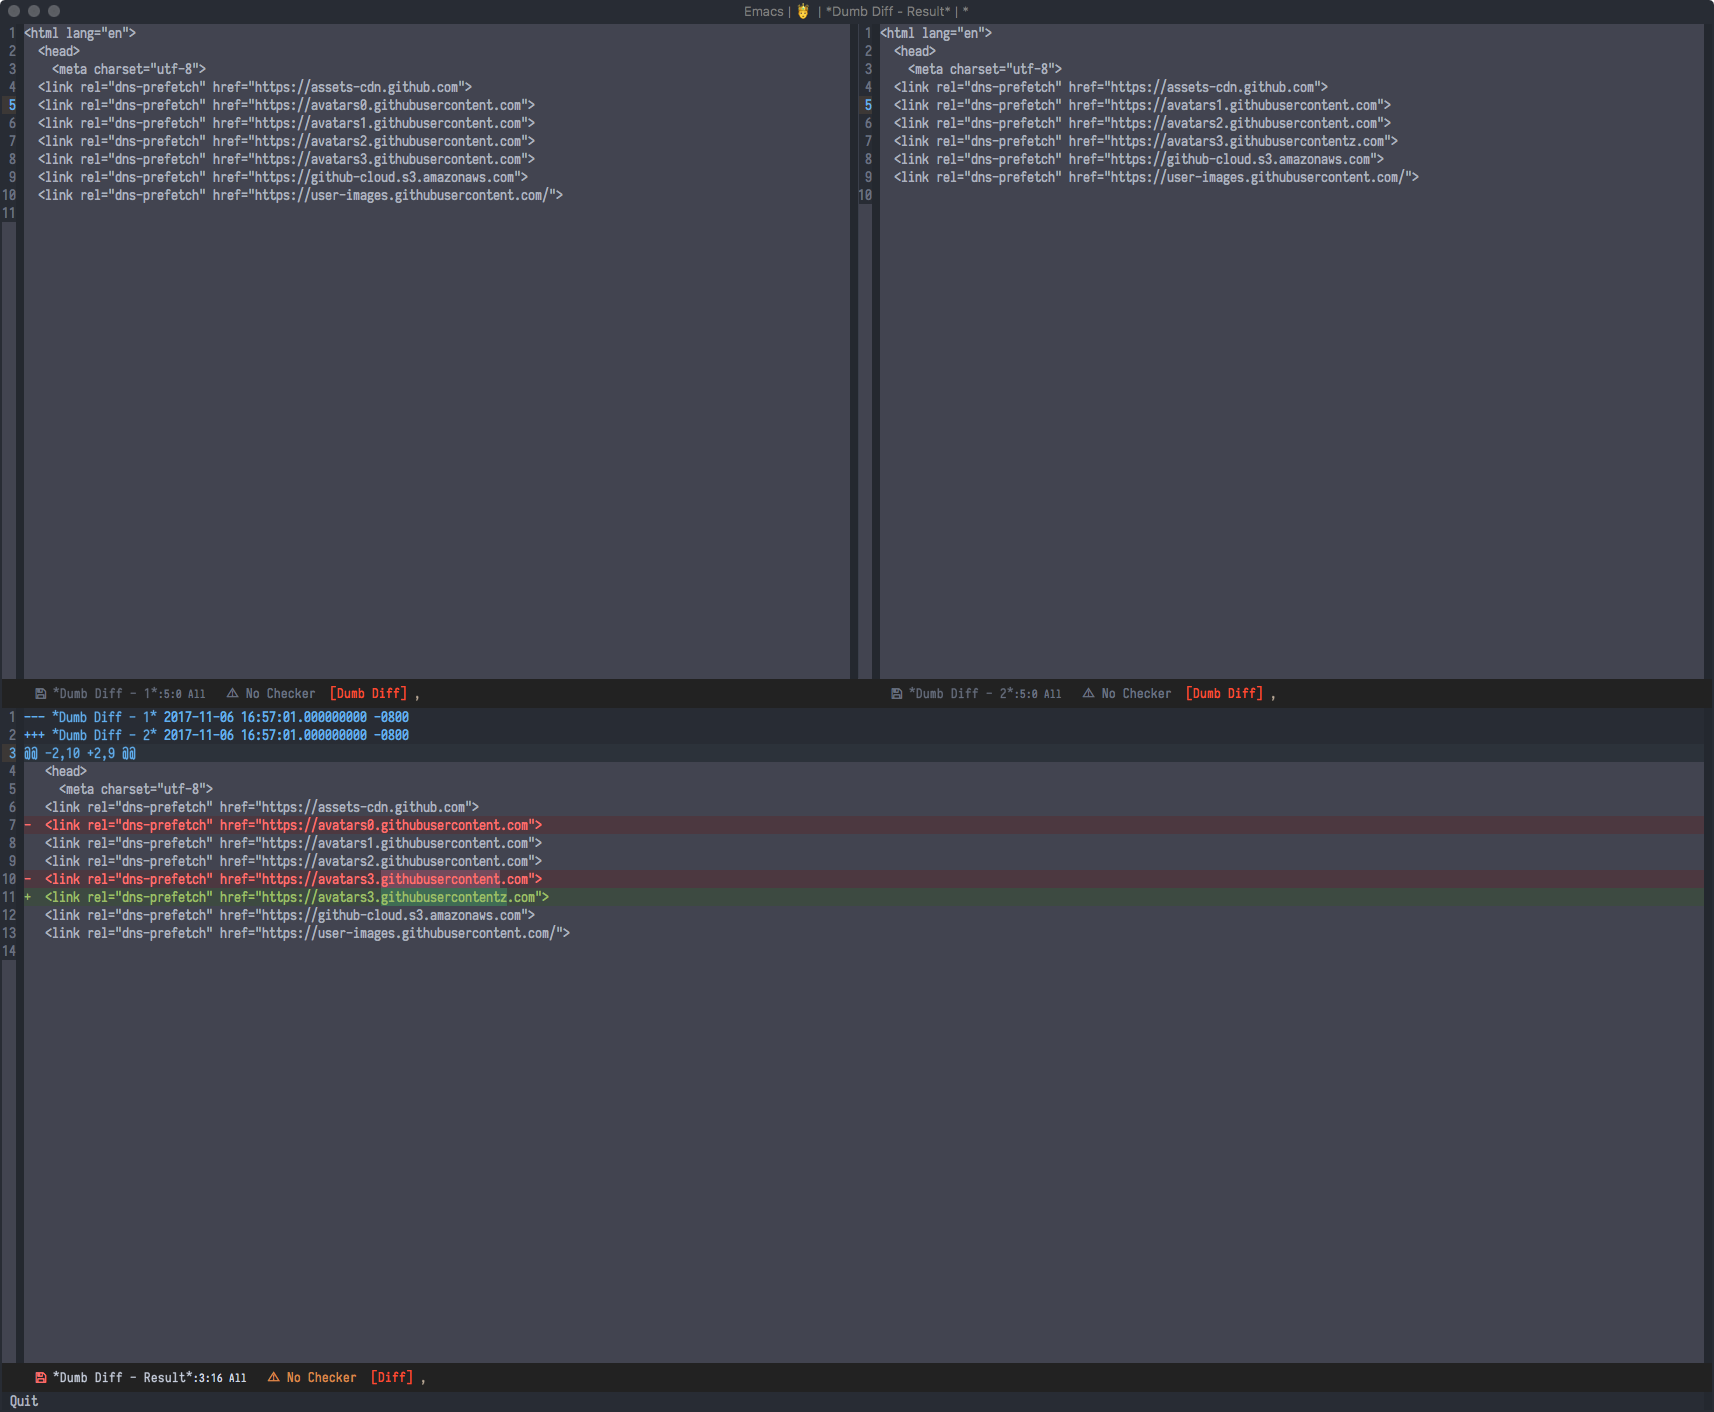 Emacs | 🤴 | *Dumb Diff - Result* | *
1 <html lang="en">
2 <head>
3 <meta charset="utf-8">
4 <link rel="dns-prefetch" href="https://assets-cdn.github.com">
5 <link rel="dns-prefetch" href="https://avatars0.githubusercontent.com">
6 <link rel="dns-prefetch" href="https://avatars1.githubusercontent.com">
7 <link rel="dns-prefetch" href="https://avatars2.githubusercontent.com">
8 <link rel="dns-prefetch" href="https://avatars3.githubusercontent.com">
9 <link rel="dns-prefetch" href="https://github-cloud.s3.amazonaws.com">
10 <link rel="dns-prefetch" href="https://user-images.githubusercontent.com/">
11
*Dumb Diff - 1*:5:0 All ⚠ No Checker [Dumb Diff] ,
1 <html lang="en">
2 <head>
3 <meta charset="utf-8">
4 <link rel="dns-prefetch" href="https://assets-cdn.github.com">
5 <link rel="dns-prefetch" href="https://avatars1.githubusercontent.com">
6 <link rel="dns-prefetch" href="https://avatars2.githubusercontent.com">
7 <link rel="dns-prefetch" href="https://avatars3.githubusercontentz.com">
8 <link rel="dns-prefetch" href="https://github-cloud.s3.amazonaws.com">
9 <link rel="dns-prefetch" href="https://user-images.githubusercontent.com/">
10
*Dumb Diff - 2*:5:0 All ⚠ No Checker [Dumb Diff] ,
1 --- *Dumb Diff - 1* 2017-11-06 16:57:01.000000000 -0800
2 +++ *Dumb Diff - 2* 2017-11-06 16:57:01.000000000 -0800
3 @@ -2,10 +2,9 @@
4 <head>
5 <meta charset="utf-8">
6 <link rel="dns-prefetch" href="https://assets-cdn.github.com">
7 - <link rel="dns-prefetch" href="https://avatars0.githubusercontent.com">
8 <link rel="dns-prefetch" href="https://avatars1.githubusercontent.com">
9 <link rel="dns-prefetch" href="https://avatars2.githubusercontent.com">
10 - <link rel="dns-prefetch" href="https://avatars3.githubusercontent.com">
11 + <link rel="dns-prefetch" href="https://avatars3.githubusercontentz.com">
12 <link rel="dns-prefetch" href="https://github-cloud.s3.amazonaws.com">
13 <link rel="dns-prefetch" href="https://user-images.githubusercontent.com/">
14
*Dumb Diff - Result*:3:16 All ⚠ No Checker [Diff] ,
Quit